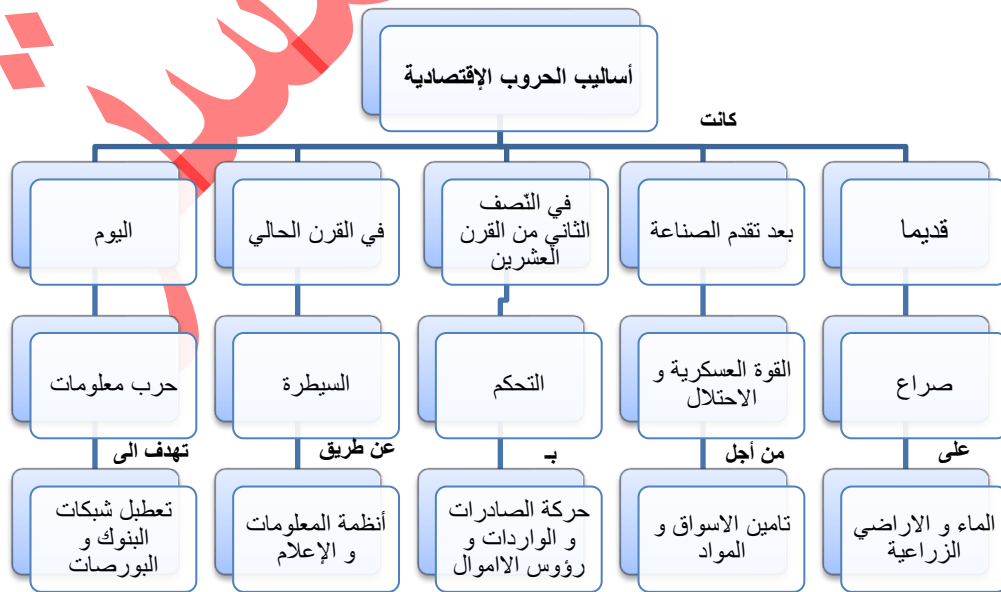 أساليب الحروب الإقتصادية
كانت
قديما
بعد تقدم الصناعة
في النّصف
الثاني من القرن
العشرين
في القرن الحالي
اليوم
صراع
القوة العسكرية و
الاحتلال
التحكم
السيطرة
حرب معلومات
على
من أجل
بـ
عن طريق
تهدف الى
الماء و الاراضي
الزراعية
تامين الاسواق و
المواد
حركة الصادرات
و الواردات و
رؤوس الااموال
أنظمة المعلومات
و الإعلام
تعطبل شبكات
البنوك و
البورصات